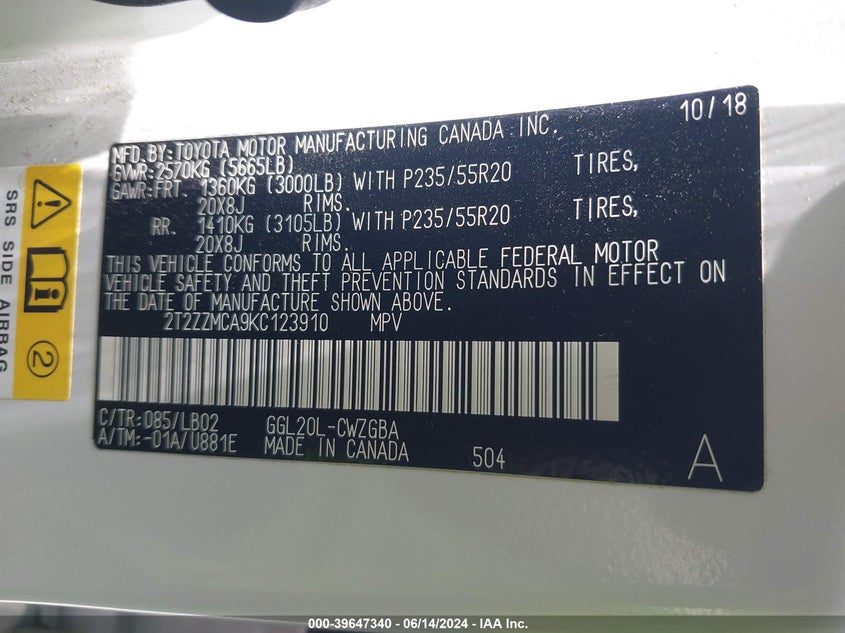 10/18
MFD.BY:TOYOTA MOTOR MANUFACTURING CANADA INC.
GVWR:2570KG (5665LB)
GAWR:FRT. 1360KG (3000LB) WITH P235/55R20 TIRES,
20X8J RIMS.
RR. 1410KG (3105LB) WITH P235/55R20 TIRES,
20X8J RIMS.
THIS VEHICLE CONFORMS TO ALL APPLICABLE FEDERAL MOTOR
VEHICLE SAFETY AND THEFT PREVENTION STANDARDS IN EFFECT ON
THE DATE OF MANUFACTURE SHOWN ABOVE.
2T2ZZMCA9KC123910 MPV
C/TR:085/LB02 GGL20L-CWZGBA
A/TM:-01A/U881E MADE IN CANADA 504 A
SRS SIDE AIRBAG
2
000-39647340 - 06/14/2024 - IAA Inc.